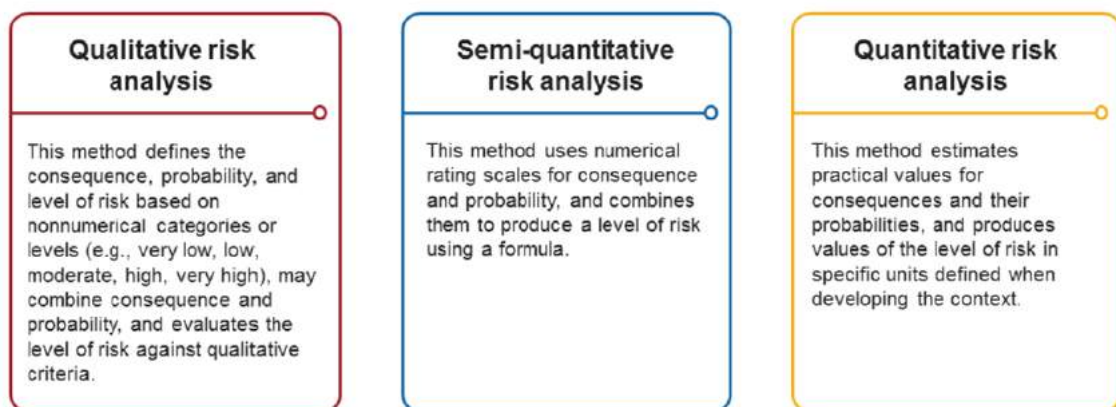 Qualitative risk
analysis
This method defines the
consequence, probability, and
level of risk based on
nonnumerical categories or
levels (e.g., very low, low,
moderate, high, very high), may
combine consequence and
probability, and evaluates the
level of risk against qualitative
criteria.
Semi-quantitative
risk analysis
This method uses numerical
rating scales for consequence
and probability, and combines
them to produce a level of risk
using a formula.
Quantitative risk
analysis
This method estimates
practical values for
consequences and their
probabilities, and produces
values of the level of risk in
specific units defined when
developing the context.